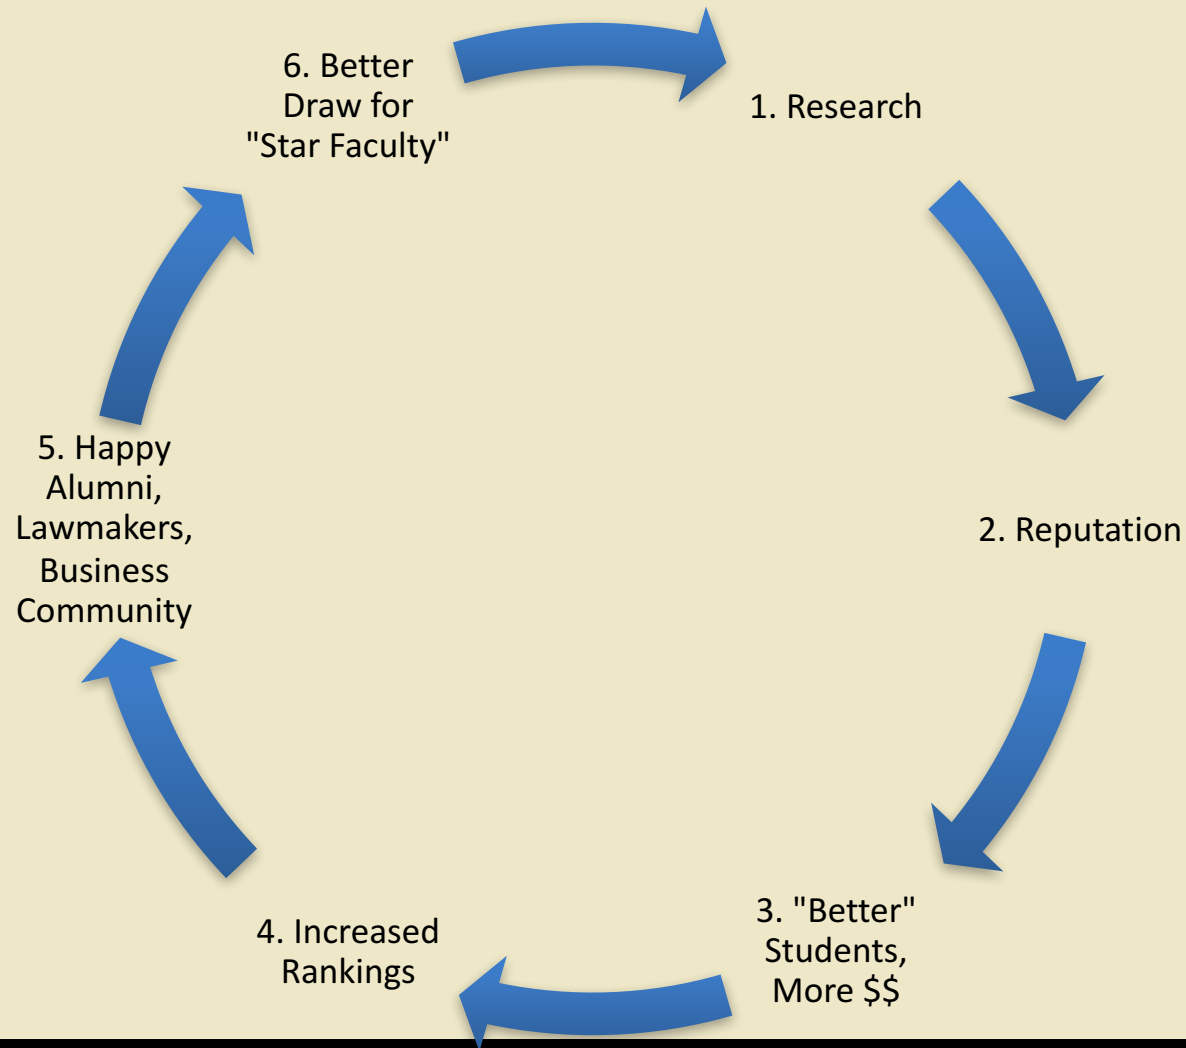 1. Research
2. Reputation
3. "Better"
Students,
More $$
4. Increased
Rankings
5. Happy
Alumni,
Lawmakers,
Business
Community
6. Better
Draw for
"Star Faculty"